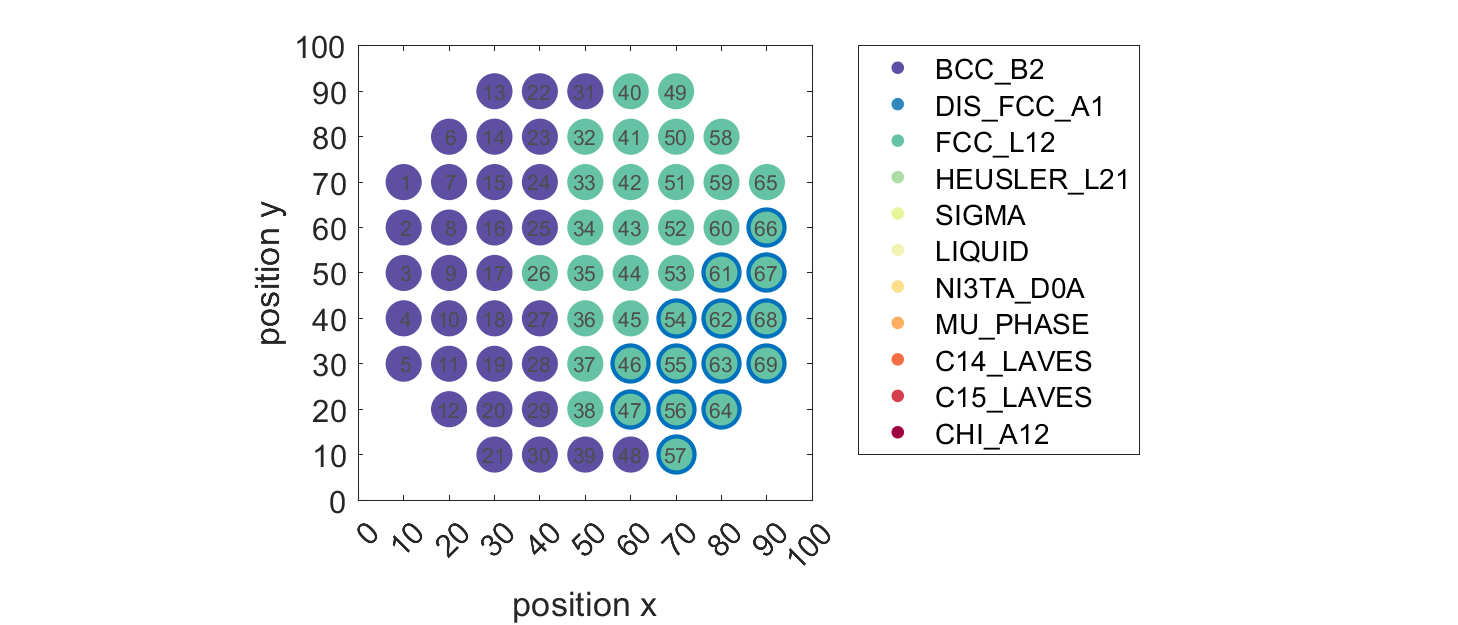 100
90
80
70
60
50
40
30
20
10
0
position y
13 22 31 40 49
6 14 23 32 41 50 58
1 7 15 24 33 42 51 59 65
2 8 16 25 34 43 52 60 66
3 9 17 26 35 44 53 61 67
4 10 18 27 36 45 54 62 68
5 11 19 28 37 46 55 63 69
12 20 29 38 47 56 64
21 30 39 48 57
0 10 20 30 40 50 60 70 80 90 100
position x
BCC_B2
DIS_FCC_A1
FCC_L12
HEUSLER_L21
SIGMA
LIQUID
NI3TA_D0A
MU_PHASE
C14_LAVES
C15_LAVES
CHI_A12